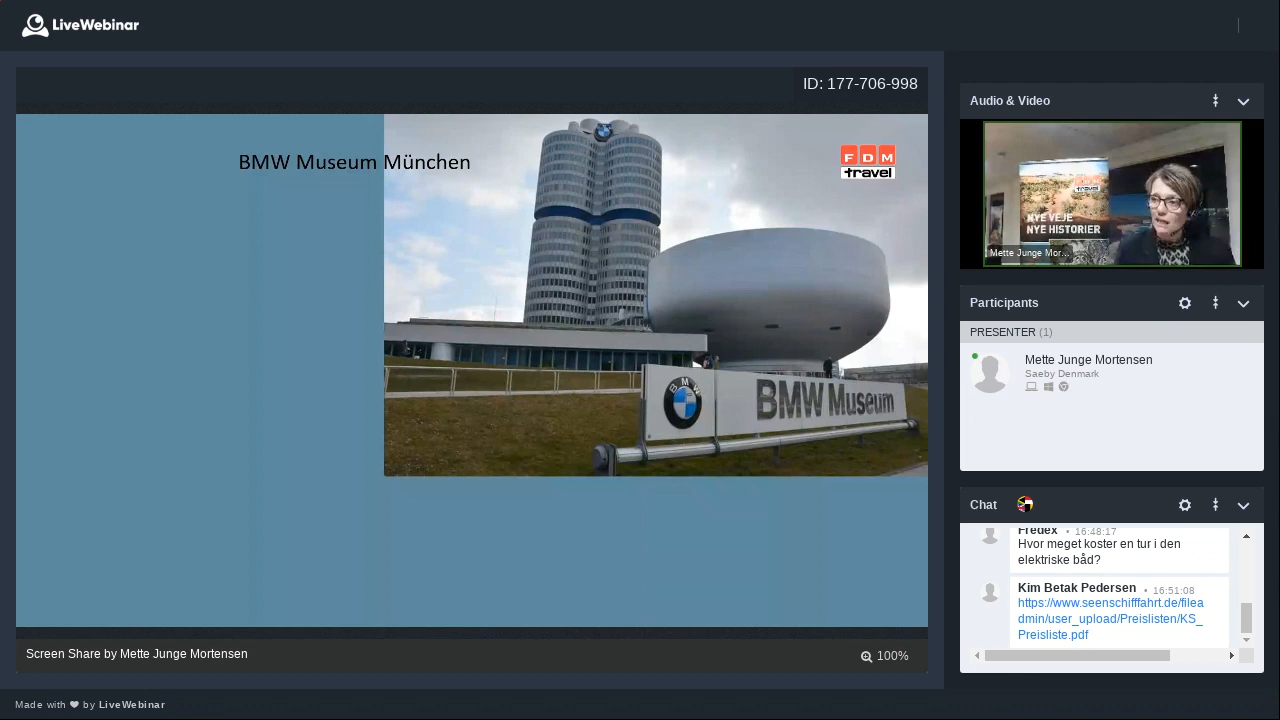 LiveWebinar
ID: 177-706-998
BMW Museum München
FDM
travel
BMW
BMW Museum
Screen Share by Mette Junge Mortensen
100%
Audio & Video
travel
NYE VEJE
NYE HISTORIER
Mette Junge Mor...
Participants
PRESENTER (1)
Mette Junge Mortensen
Saeby Denmark
Chat
Fredex • 16:48:17
Hvor meget koster en tur i den
elektriske båd?
Kim Betak Pedersen • 16:51:08
https://www.seenschifffahrt.de/filea
dmin/user_upload/Preislisten/KS_
Preisliste.pdf
Made with ❤ by LiveWebinar